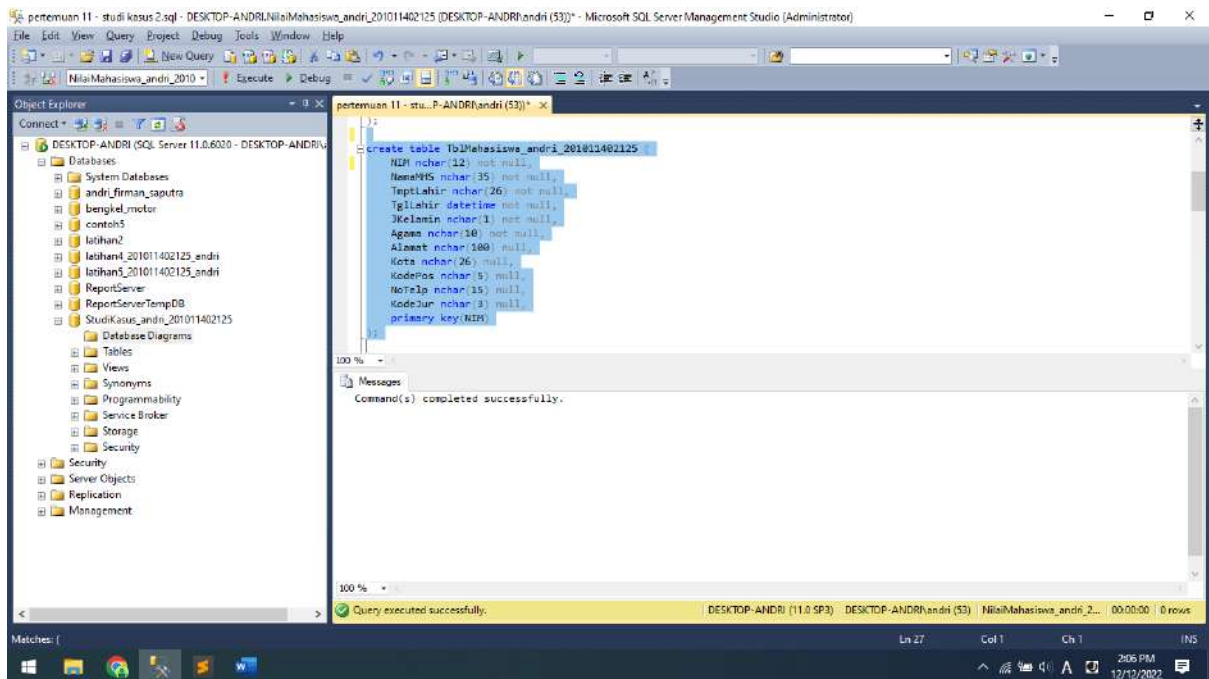 pertemuan 11 - studi kasus 2.sql - DESKTOP-ANDRI.NilaiMahasiswa_andri_201011402125 (DESKTOP-ANDRI\andri (53))* - Microsoft SQL Server Management Studio (Administrator)
File Edit View Query Project Debug Tools Window Help
New Query
NilaiMahasiswa_andri_2010 Execute Debug
Object Explorer
pertemuan 11 - stu...P-ANDRI\andri (53))*
Connect
DESKTOP-ANDRI (SQL Server 11.0.6020 - DESKTOP-ANDRI\
Databases
System Databases
andri_firman_saputra
bengkel_motor
contoh5
latihan2
latihan4_201011402125_andri
latihan5_201011402125_andri
ReportServer
ReportServerTempDB
StudiKasus_andri_201011402125
Database Diagrams
Tables
Views
Synonyms
Programmability
Service Broker
Storage
Security
Security
Server Objects
Replication
Management
);
create table TblMahasiswa_andri_201011402125 (
NIM nchar(12) not null,
NamaMHS nchar(35) not null,
TmptLahir nchar(26) not null,
TglLahir datetime not null,
JKelamin nchar(1) not null,
Agama nchar(10) not null,
Alamat nchar(100) null,
Kota nchar(26) null,
KodePos nchar(5) null,
NoTelp nchar(15) null,
KodeJur nchar(3) null,
primary key(NIM)
);
100 %
Messages
Command(s) completed successfully.
100 %
Query executed successfully. DESKTOP-ANDRI (11.0 SP3) DESKTOP-ANDRI\andri (53) NilaiMahasiswa_andri_2... 00:00:00 0 rows
Matches: ( Ln 27 Col 1 Ch 1 INS
A 2:06 PM
12/12/2022